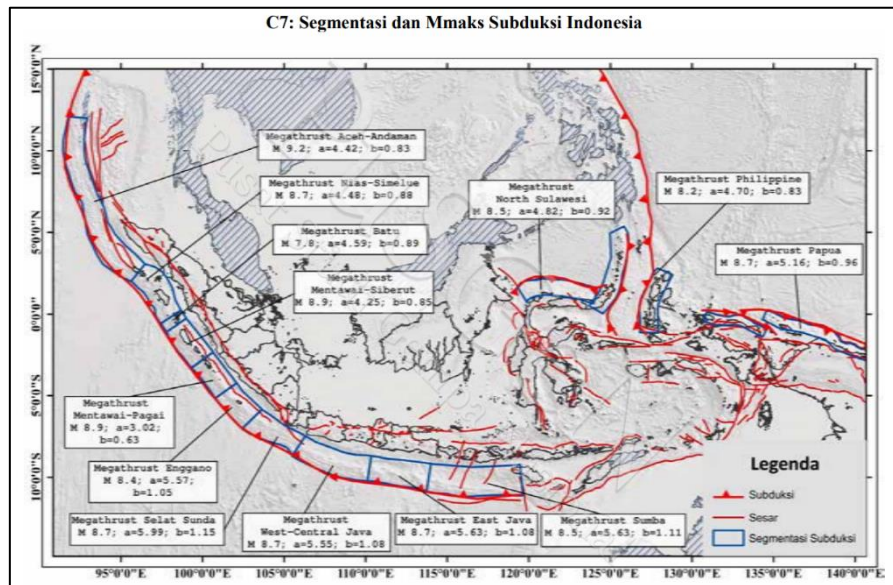 C7: Segmentasi dan Mmaks Subduksi Indonesia
15°0'0"N
10°0'0"N
5°0'0"N
0°0'0"
5°0'0"S
10°0'0"S
Megathrust Aceh-Andaman
M 9.2; a=4.42; b=0.83
Megathrust Nias-Simelue
M 8.7; a=4.48; b=0.88
Megathrust Batu
M 7.8; a=4.59; b=0.89
Megathrust
Mentawai-Siberut
M 8.9; a=4.25; b=0.85
Megathrust
North Sulawesi
M 8.5; a=4.82; b=0.92
Megathrust Philippine
M 8.2; a=4.70; b=0.83
Megathrust Papua
M 8.7; a=5.16; b=0.96
Megathrust
Mentawai-Pagai
M 8.9; a=3.02;
b=0.63
Megathrust Enggano
M 8.4; a=5.57;
b=1.05
Megathrust Selat Sunda
M 8.7; a=5.99; b=1.15
Megathrust
West-Central Java
M 8.7; a=5.55; b=1.08
Megathrust East Java
M 8.7; a=5.63; b=1.08
Megathrust Sumba
M 8.5; a=5.63; b=1.11
Legenda
Subduksi
Sesar
Segmentasi Subduksi
95°0'0"E
100°0'0"E
105°0'0"E
110°0'0"E
115°0'0"E
120°0'0"E
125°0'0"E
130°0'0"E
135°0'0"E
140°0'0"E